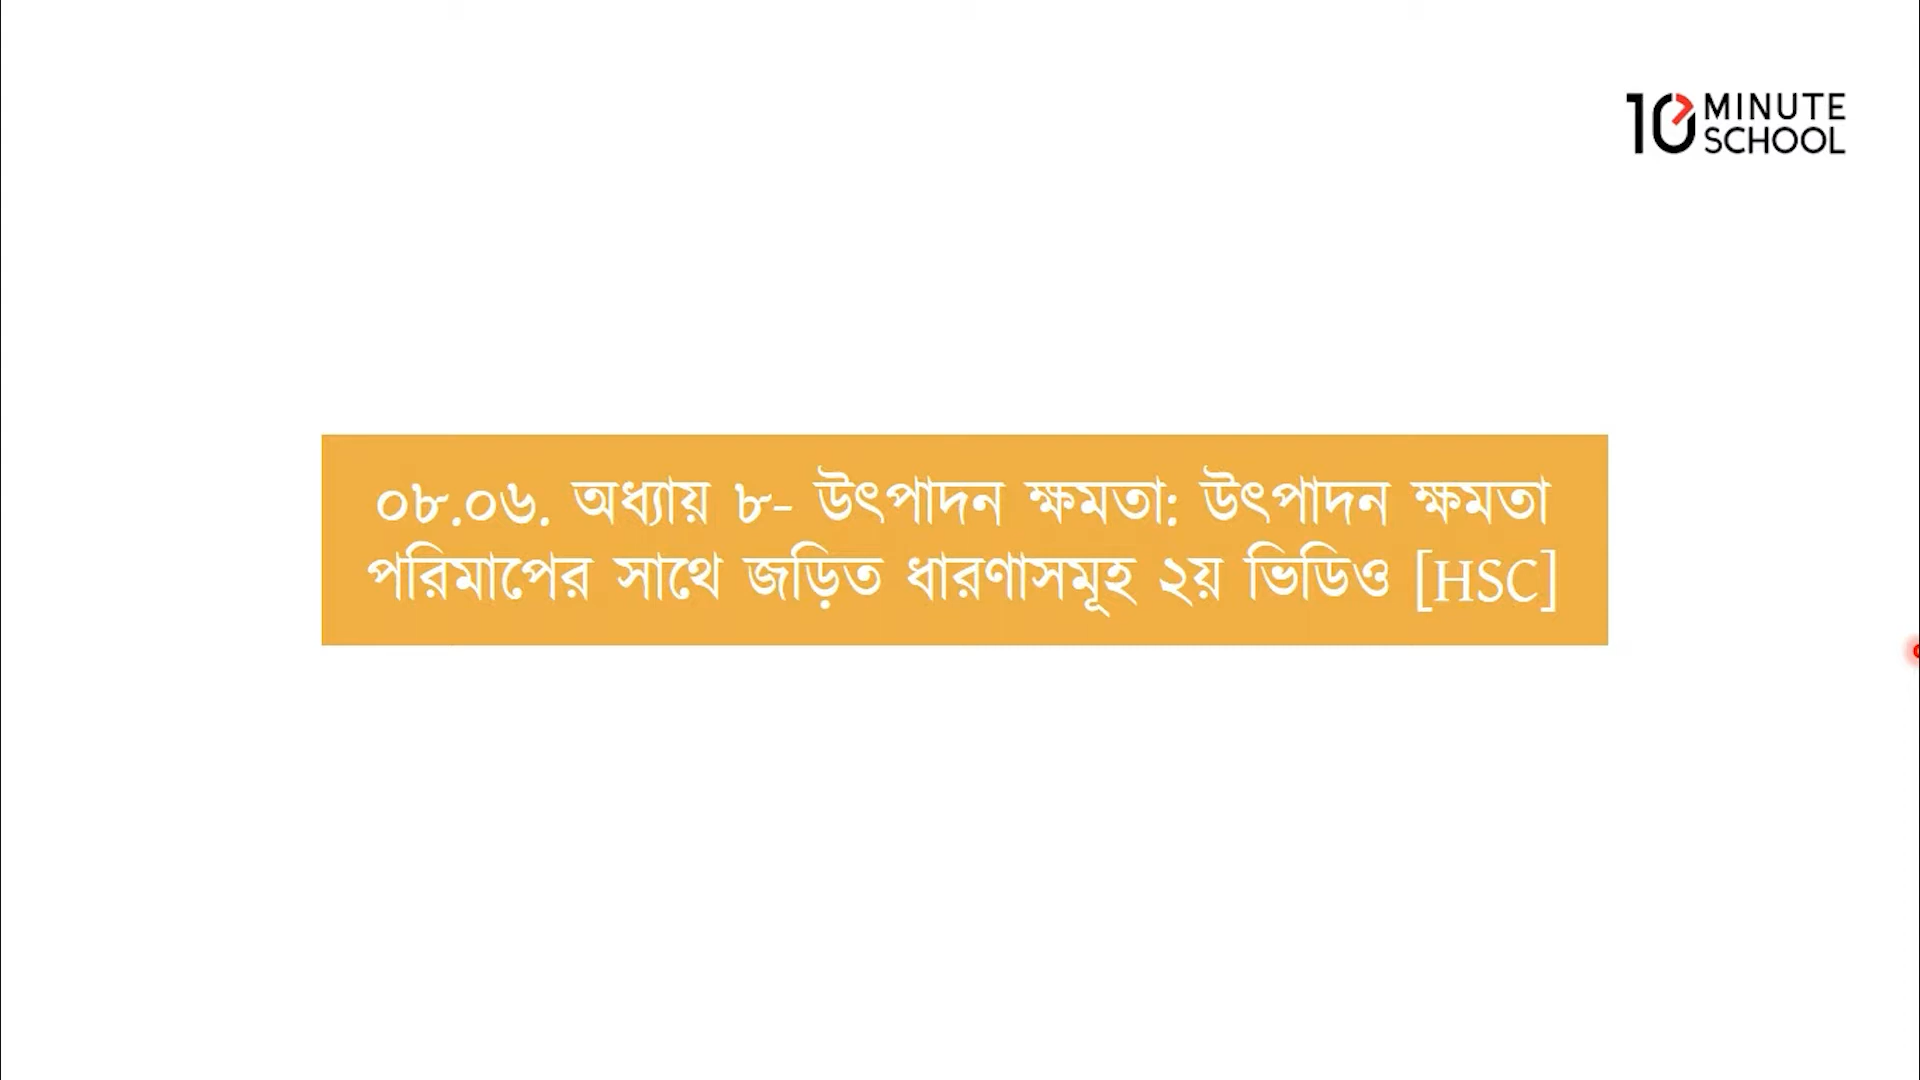 10 MINUTE
SCHOOL
০৮.০৬. অধ্যায় ৮- উৎপাদন ক্ষমতা: উৎপাদন ক্ষমতা
পরিমাপের সাথে জড়িত ধারণাসমূহ ২য় ভিডিও [HSC]